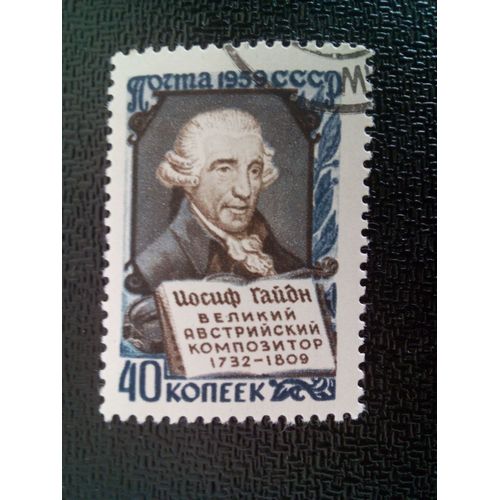 Почта 1959 СССР
М
Иосиф Гайдн
ВЕЛИКИЙ
АВСТРИЙСКИЙ
КОМПОЗИТОР
1732-1809
40 КОПЕЕК